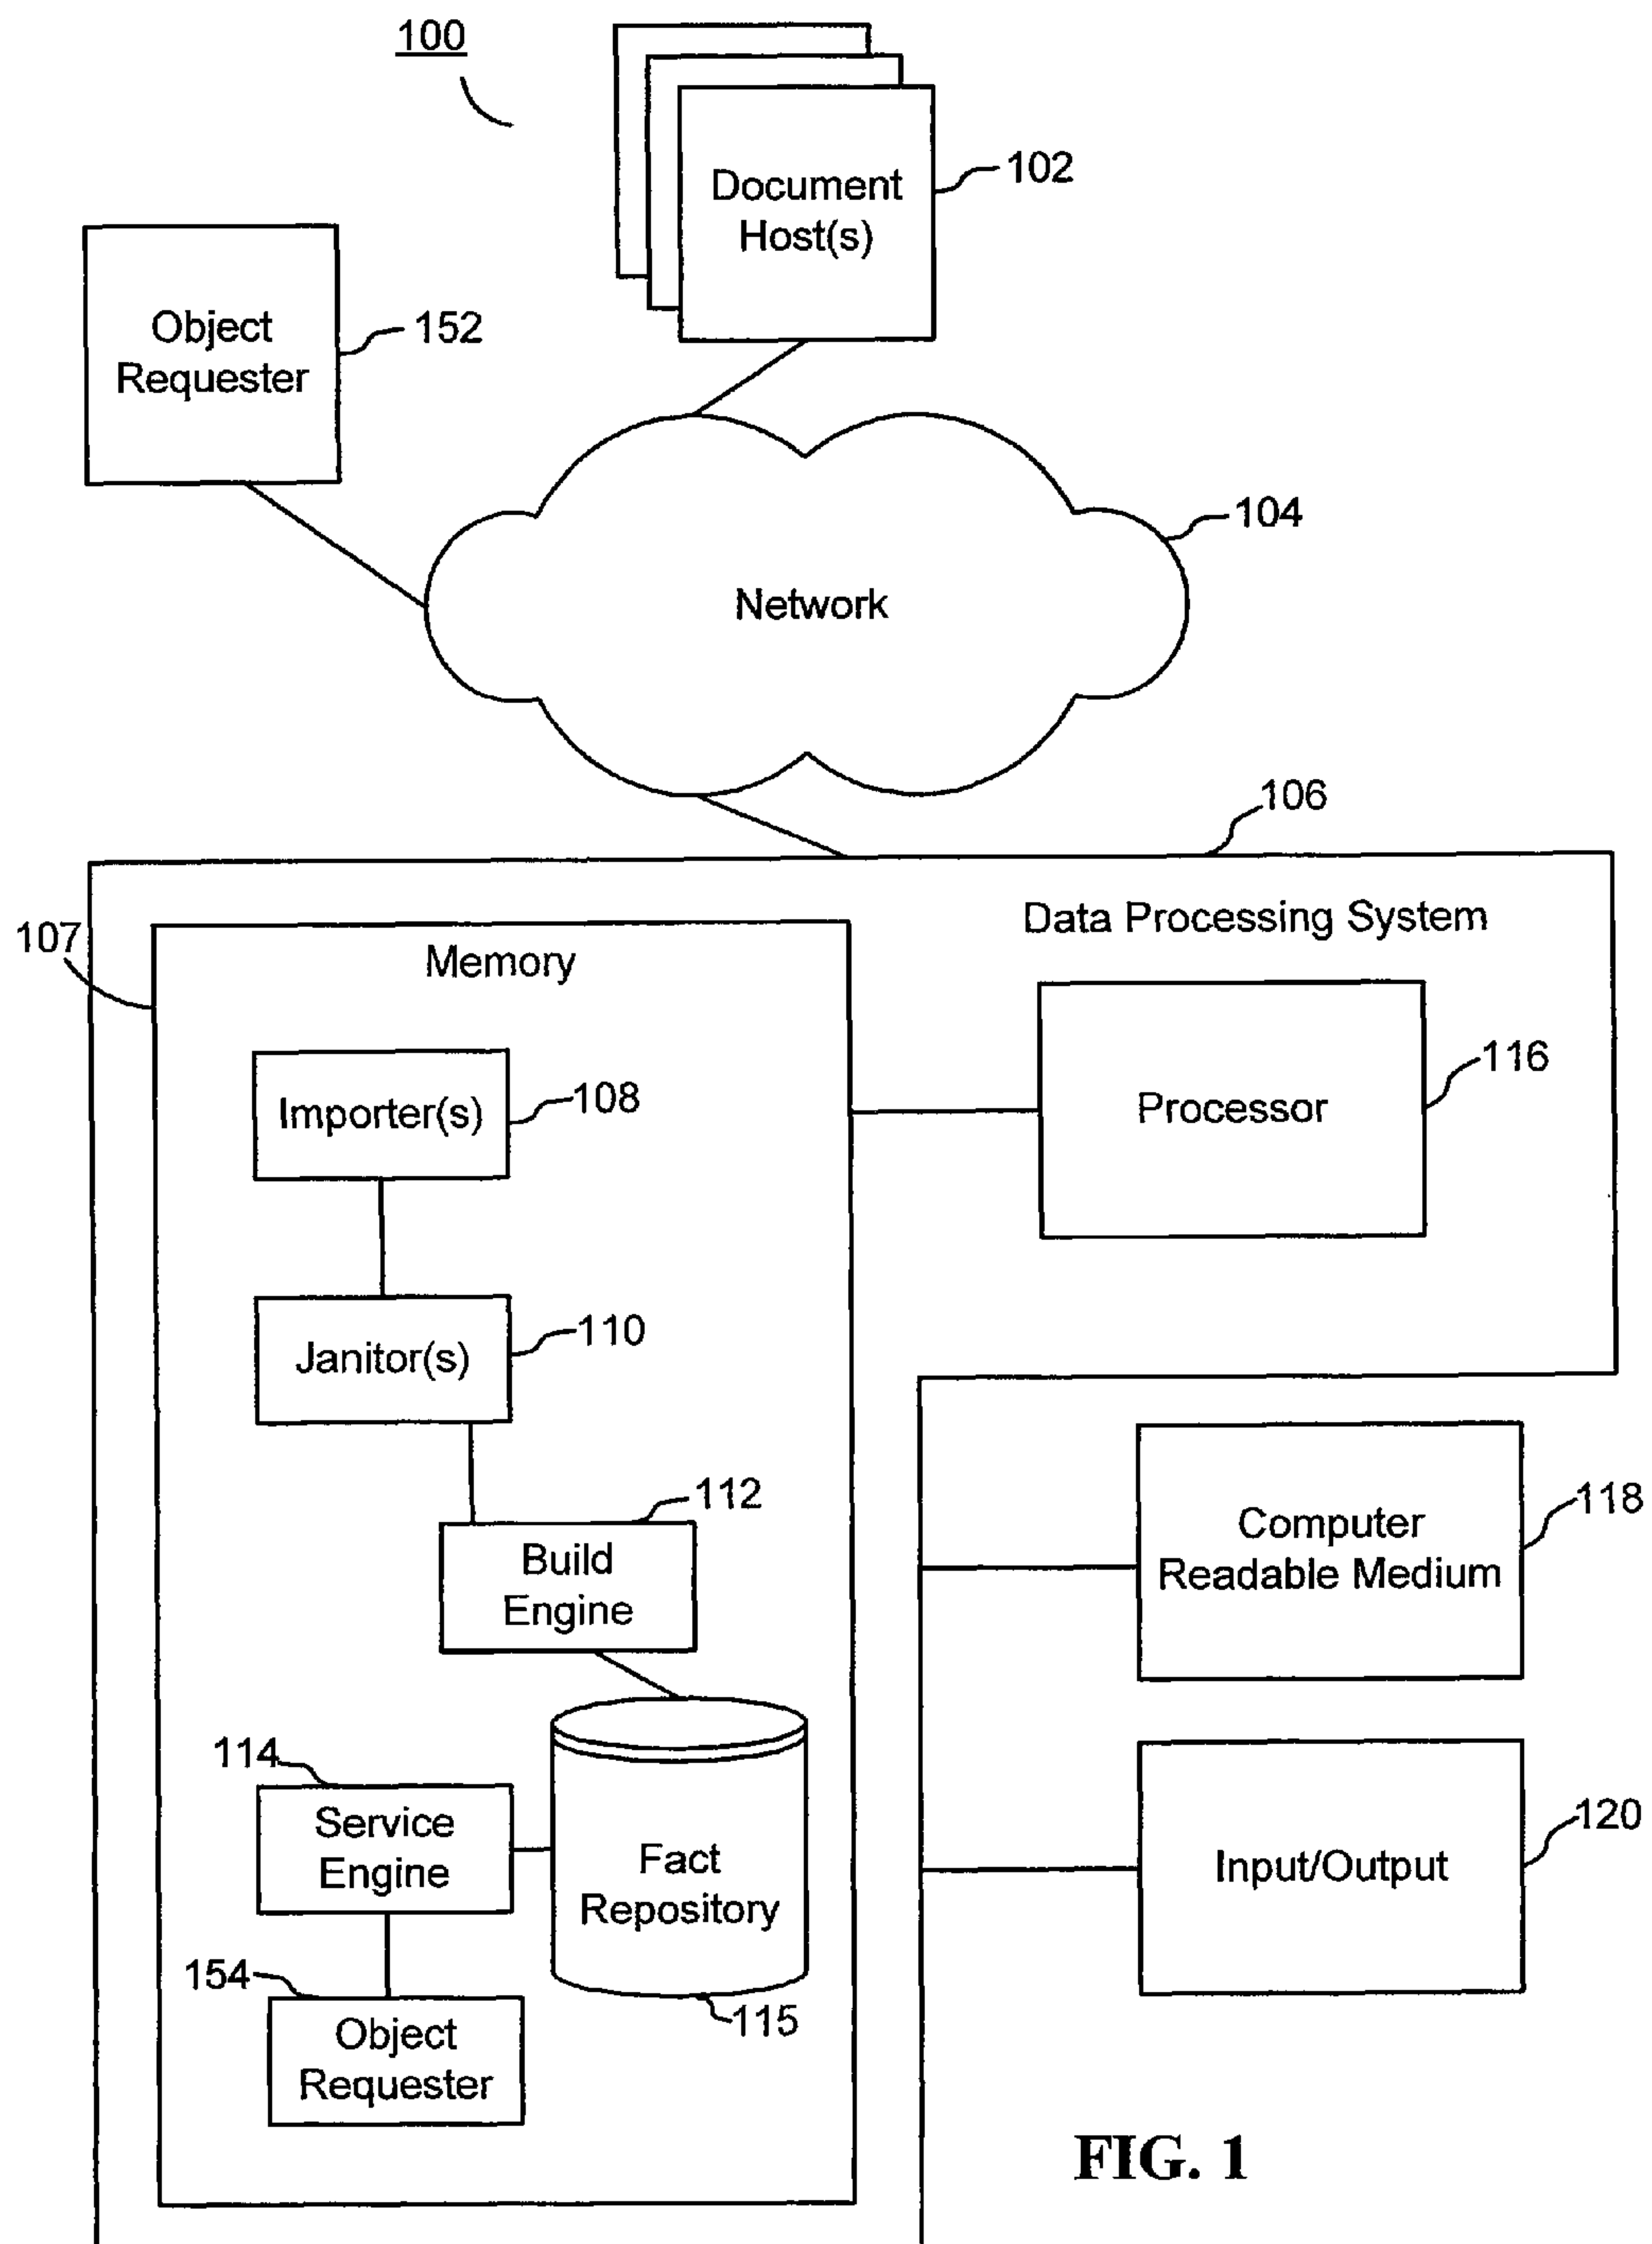 100
Document
Host(s)
102
Object
Requester
152
104
Network
106
Data Processing System
107
Memory
Importer(s)
108
Processor
116
Janitor(s)
110
112
Build
Engine
Computer
Readable Medium
118
114
Service
Engine
Fact
Repository
115
Input/Output
120
154
Object
Requester
FIG. 1